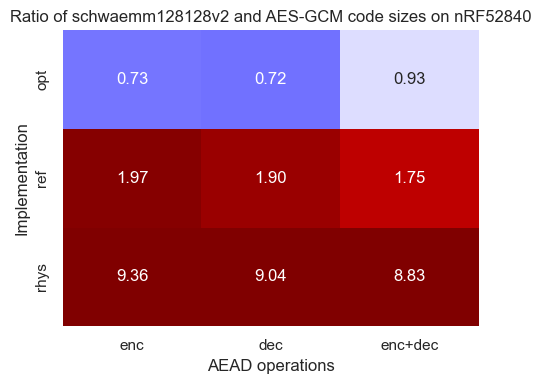 Ratio of schwaemm128128v2 and AES-GCM code sizes on nRF52840
Implementation
opt
0.73 0.72 0.93
ref
1.97 1.90 1.75
rhys
9.36 9.04 8.83
enc dec enc+dec
AEAD operations